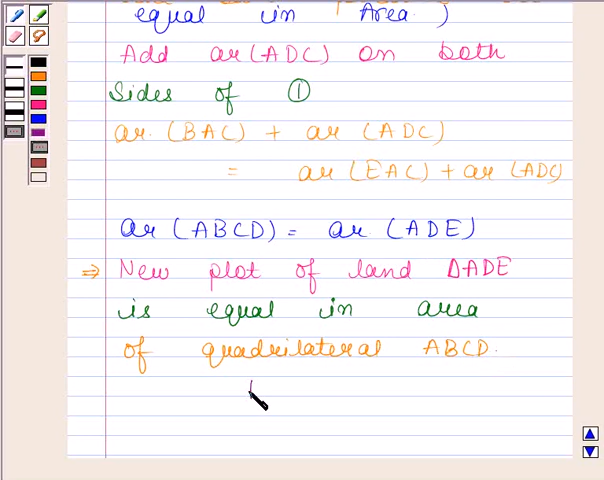 equal in Area )
Add ar(ADC) on both
Sides of ①
ar. (BAC) + ar (ADC)
= ar (EAC) + ar (ADC)
ar (ABCD) = ar (ADE)
⇒ New plot of land ΔADE
is equal in area
of quadrilateral ABCD.